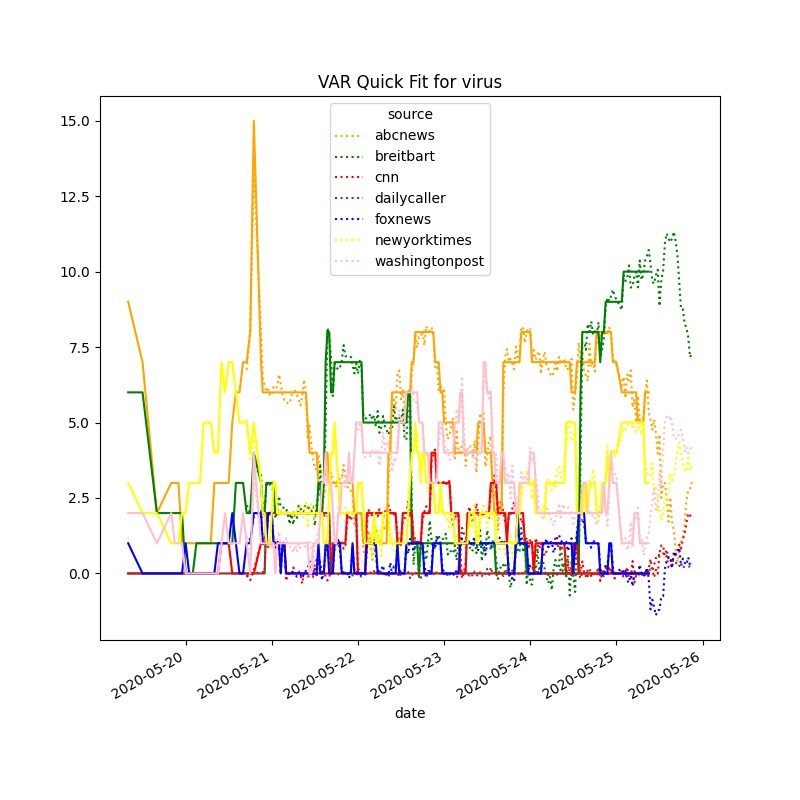 VAR Quick Fit for virus
source
abcnews
breitbart
cnn
dailycaller
foxnews
newyorktimes
washingtonpost
15.0
12.5
10.0
7.5
5.0
2.5
0.0
2020-05-20
2020-05-21
2020-05-22
2020-05-23
2020-05-24
2020-05-25
2020-05-26
date